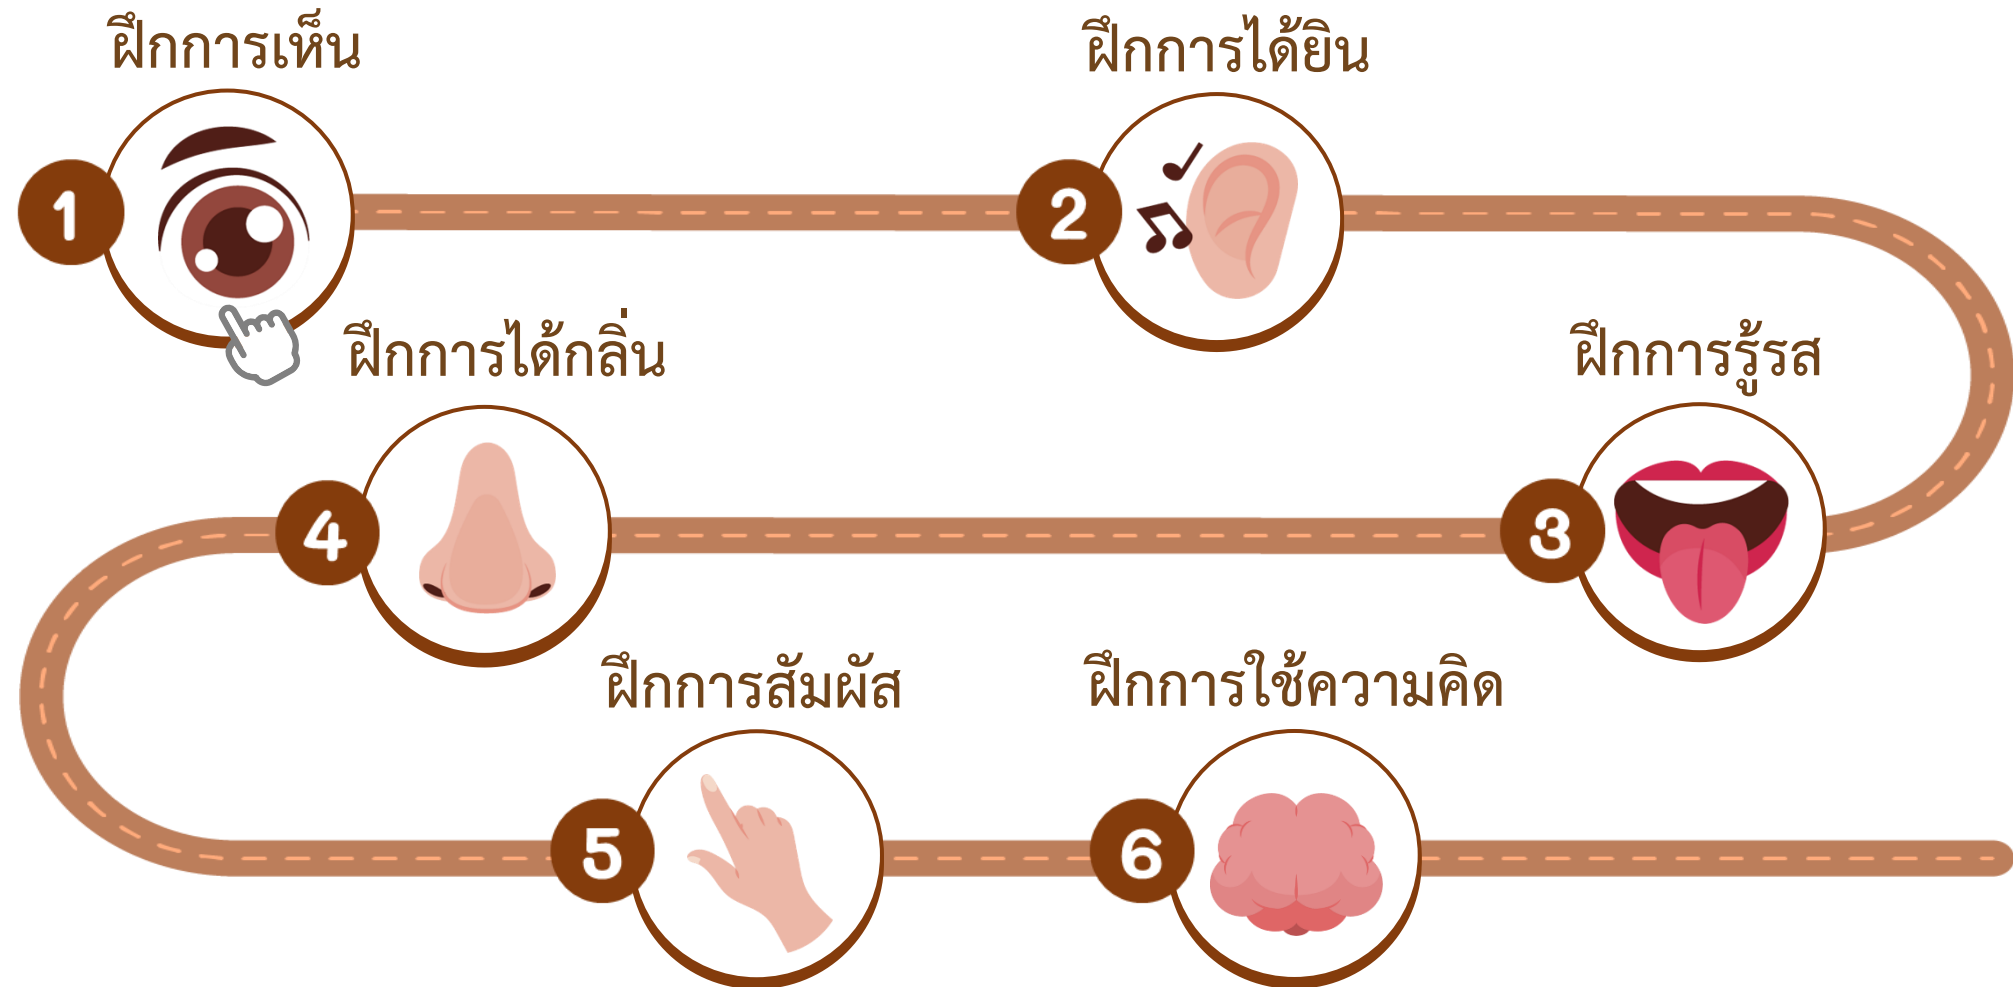 ฝึกการเห็น
1
ฝึกการได้ยิน
2
ฝึกการรู้รส
3
ฝึกการได้กลิ่น
4
ฝึกการสัมผัส
5
ฝึกการใช้ความคิด
6